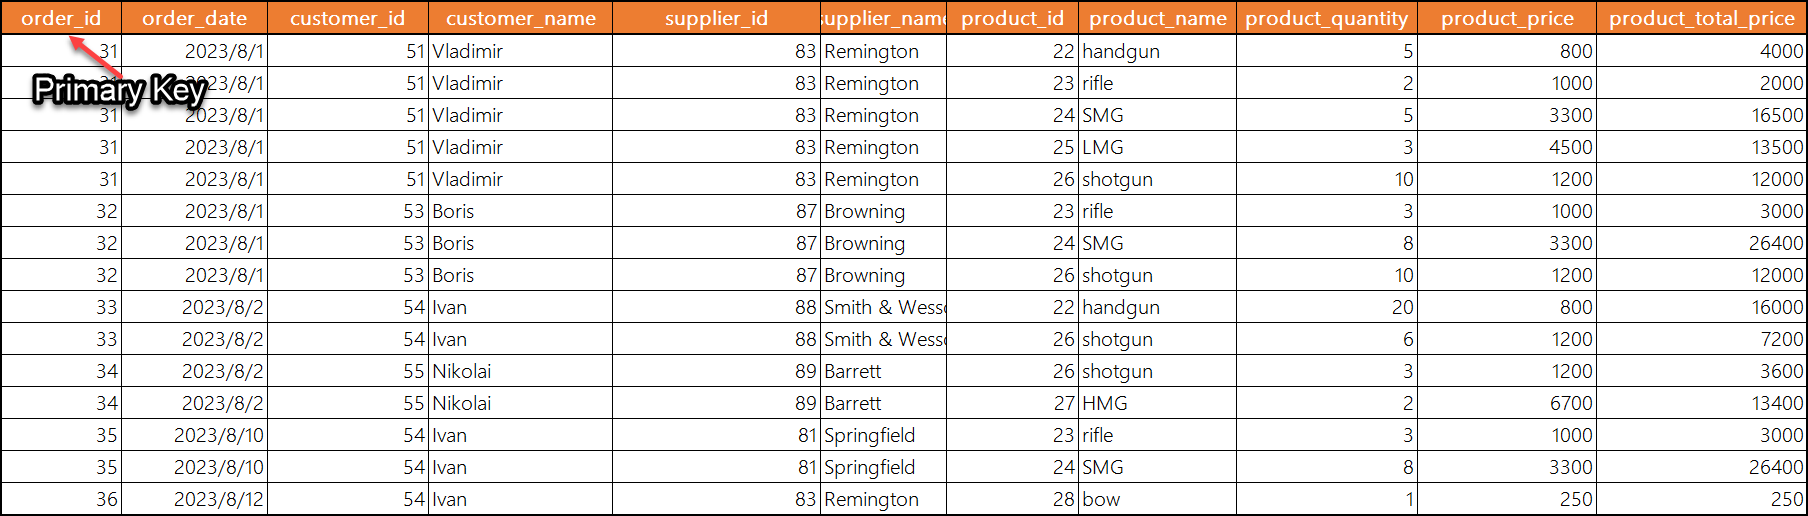 order_id order_date customer_id customer_name supplier_id supplier_name product_id product_name product_quantity product_price product_total_price
31 2023/8/1 51 Vladimir 83 Remington 22 handgun 5 800 4000
Primary Key
31 2023/8/1 51 Vladimir 83 Remington 23 rifle 2 1000 2000
31 2023/8/1 51 Vladimir 83 Remington 24 SMG 5 3300 16500
31 2023/8/1 51 Vladimir 83 Remington 25 LMG 3 4500 13500
31 2023/8/1 51 Vladimir 83 Remington 26 shotgun 10 1200 12000
32 2023/8/1 53 Boris 87 Browning 23 rifle 3 1000 3000
32 2023/8/1 53 Boris 87 Browning 24 SMG 8 3300 26400
32 2023/8/1 53 Boris 87 Browning 26 shotgun 10 1200 12000
33 2023/8/2 54 Ivan 88 Smith & Wesso 22 handgun 20 800 16000
33 2023/8/2 54 Ivan 88 Smith & Wesso 26 shotgun 6 1200 7200
34 2023/8/2 55 Nikolai 89 Barrett 26 shotgun 3 1200 3600
34 2023/8/2 55 Nikolai 89 Barrett 27 HMG 2 6700 13400
35 2023/8/10 54 Ivan 81 Springfield 23 rifle 3 1000 3000
35 2023/8/10 54 Ivan 81 Springfield 24 SMG 8 3300 26400
36 2023/8/12 54 Ivan 83 Remington 28 bow 1 250 250